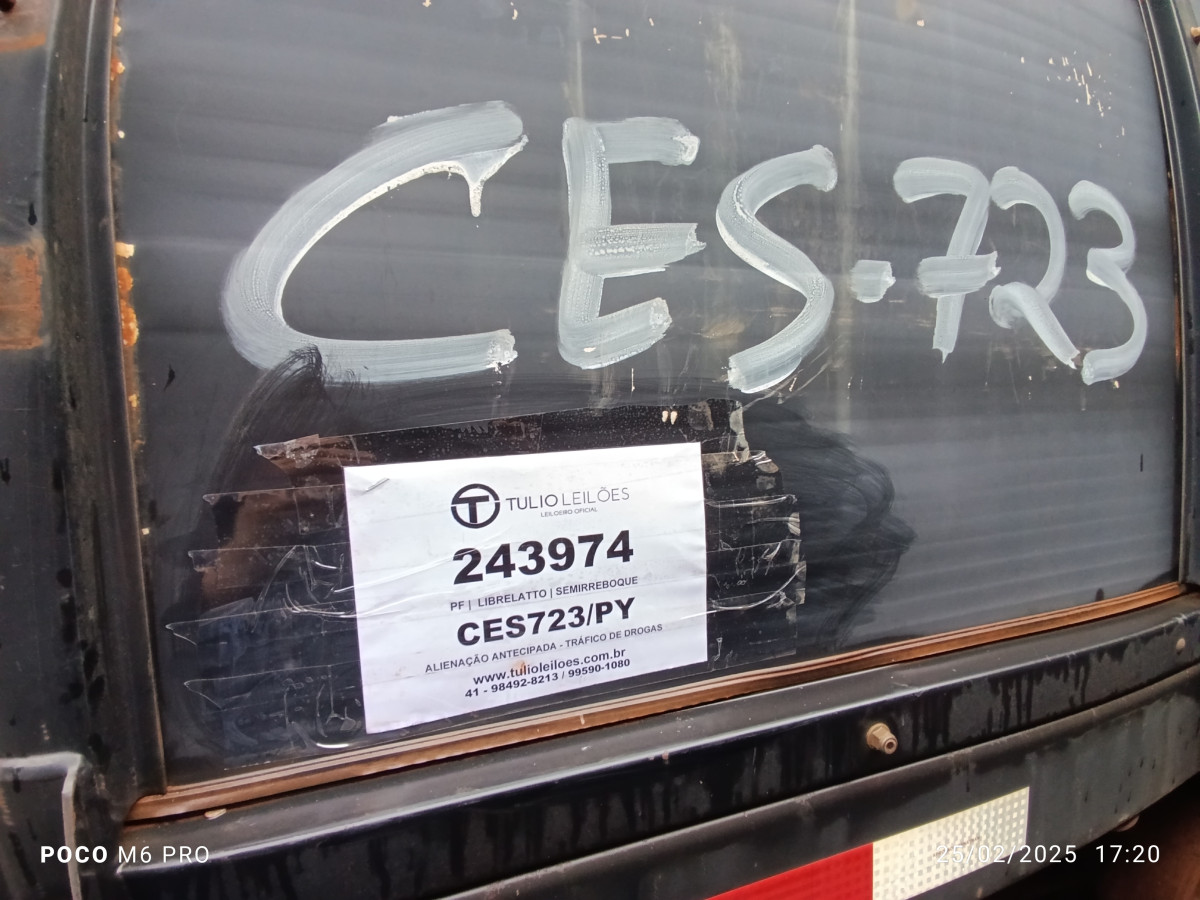 CES-723
TULIO LEILÕES
LEILOEIRO OFICIAL
243974
PF | LIBRELATTO | SEMIRREBOQUE
CES723/PY
ALIENAÇÃO ANTECIPADA - TRÁFICO DE DROGAS
www.tulioleiloes.com.br
41 - 98492-8213 / 99590-1080
POCO M6 PRO
25/02/2025 17:20